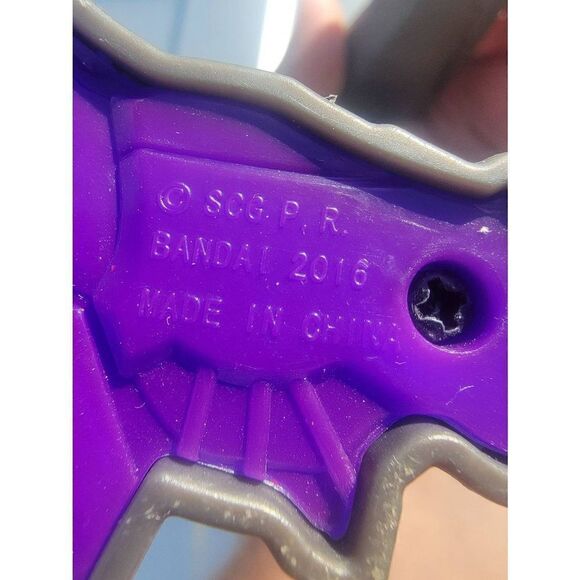 © SCG. P. R.
BANDAI 2016
MADE IN CHINA